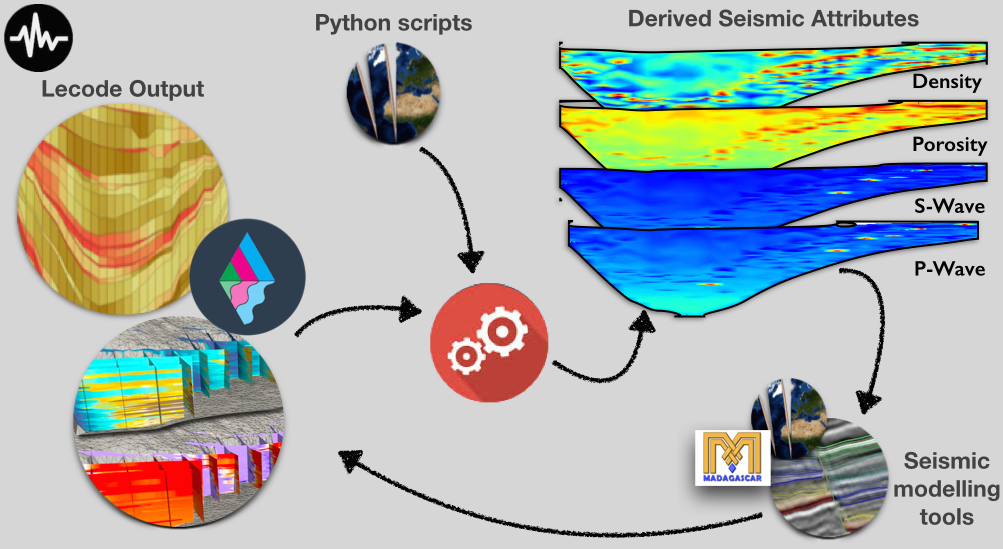 Python scripts
Derived Seismic Attributes
Lecode Output
Density
Porosity
S-Wave
P-Wave
MADAGASCAR
Seismic
modelling
tools